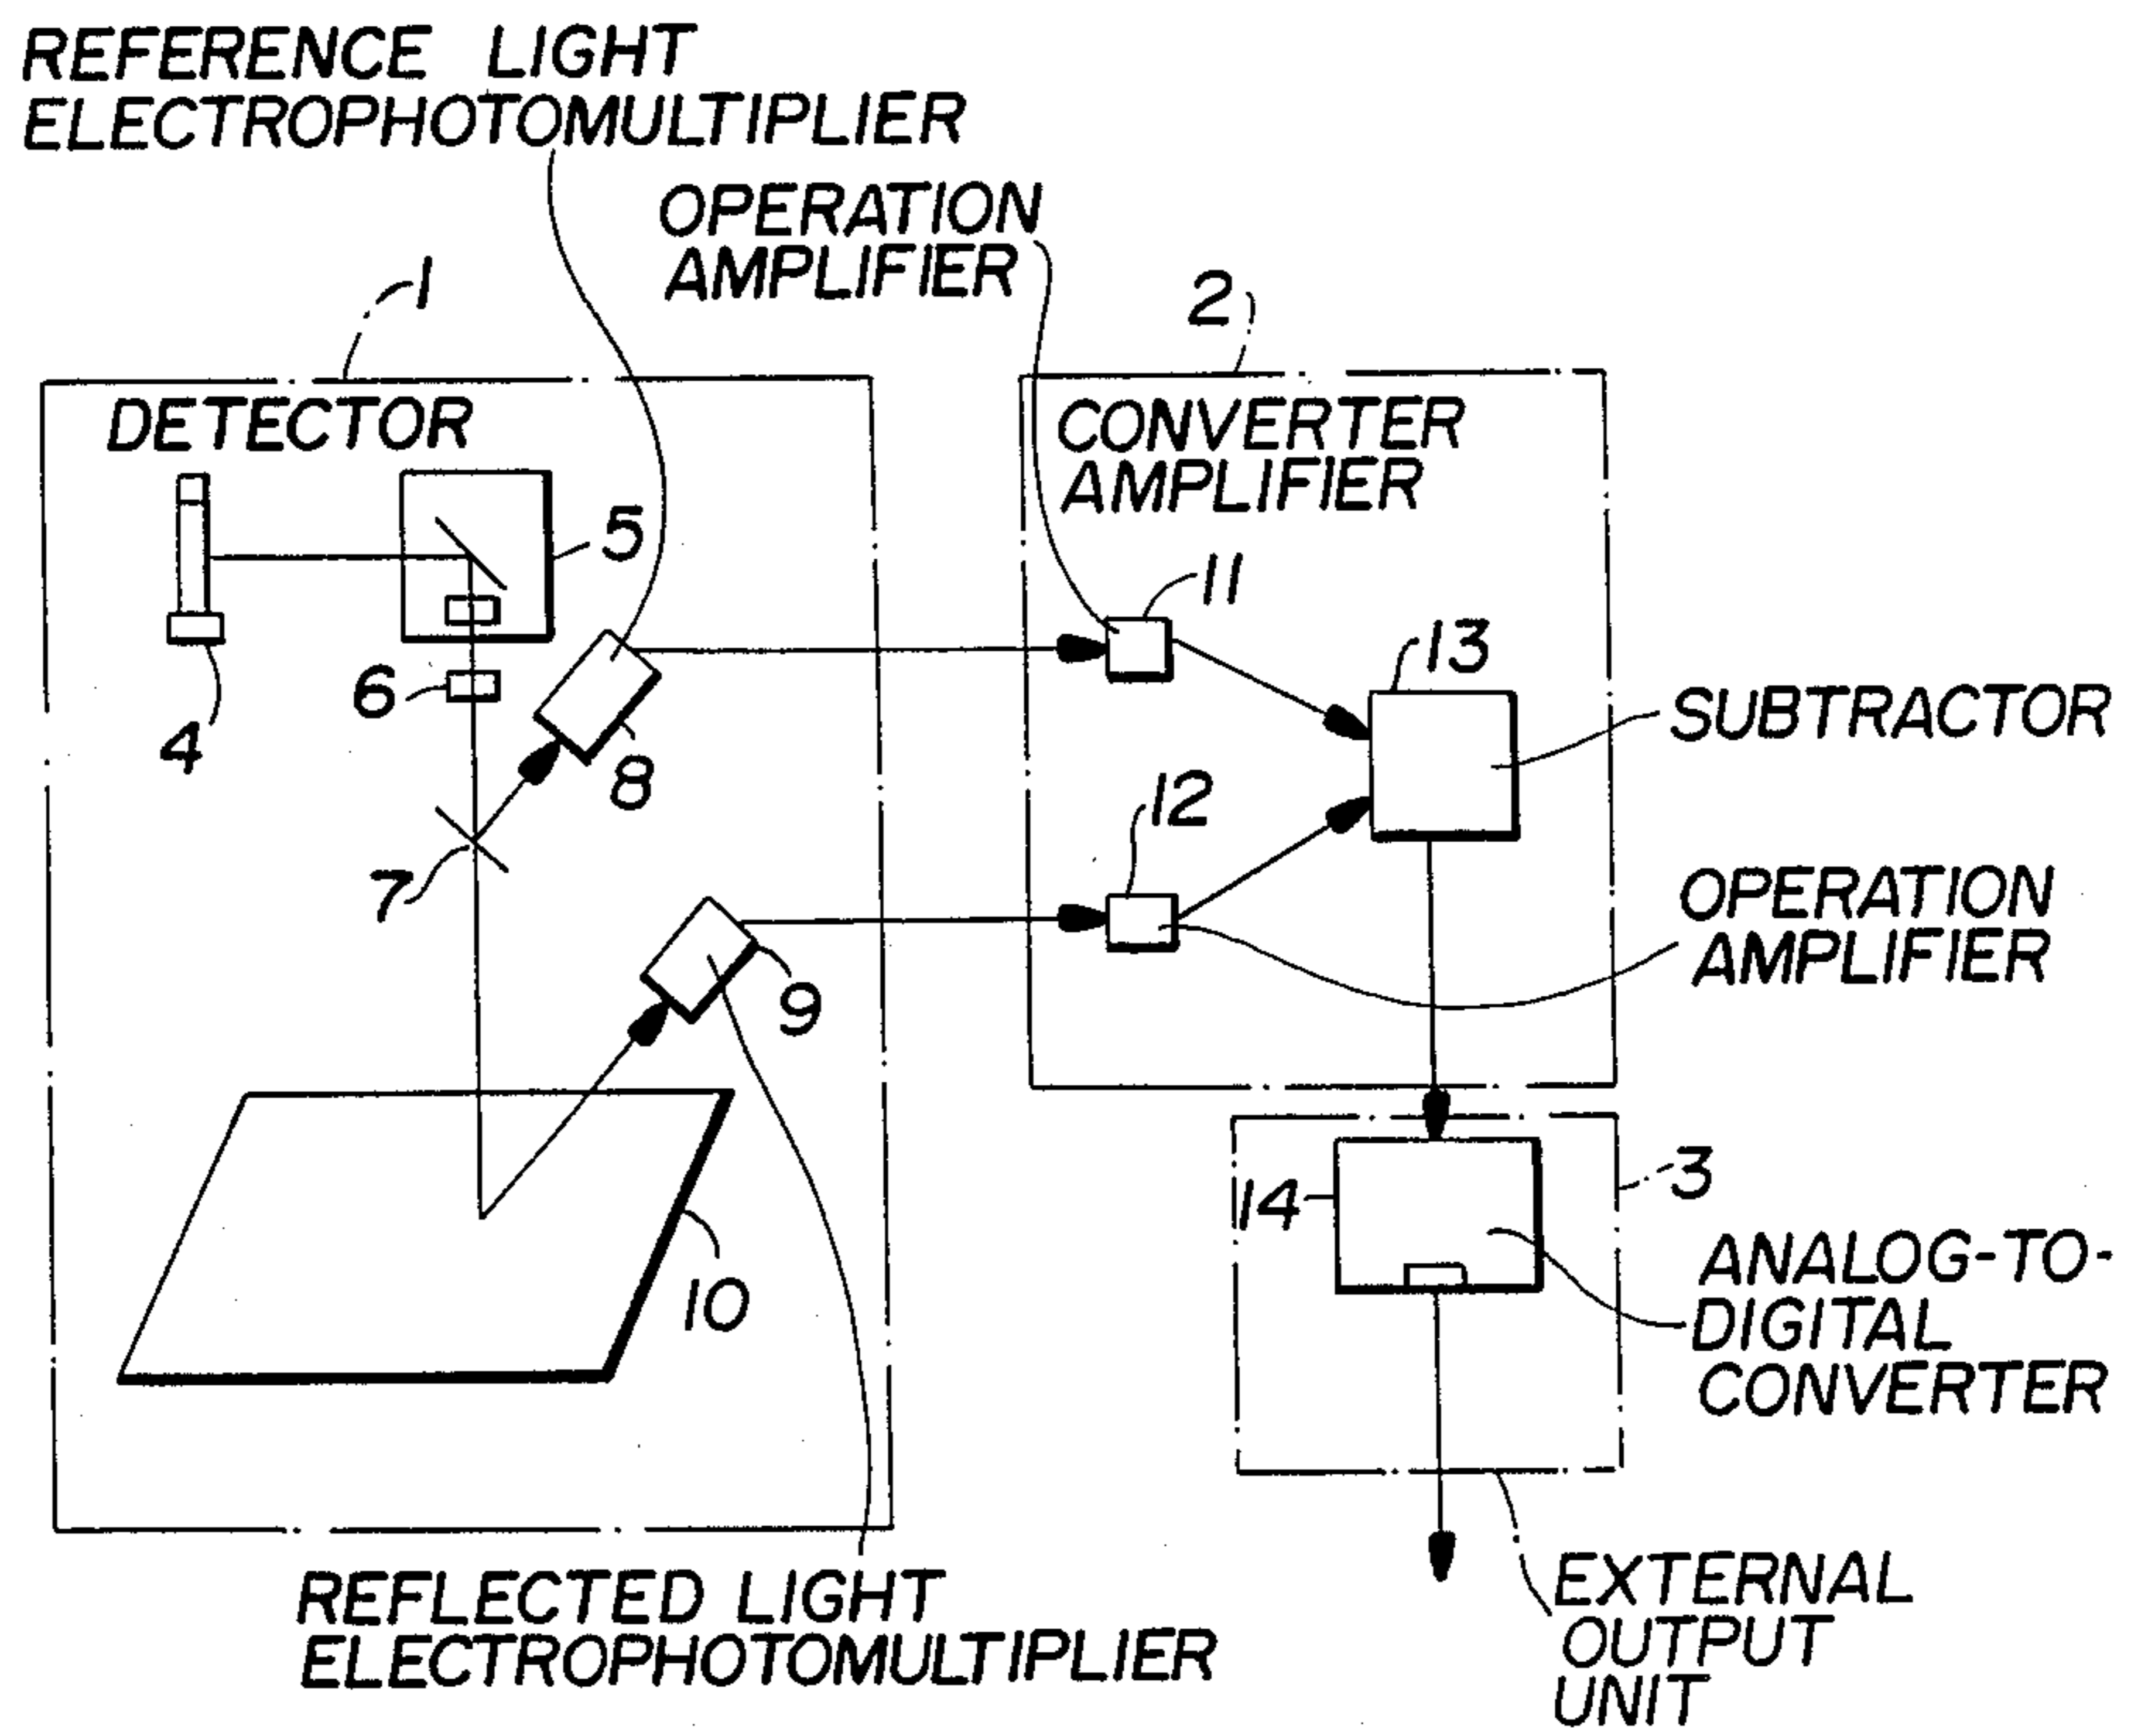 REFERENCE LIGHT
ELECTROPHOTOMULTIPLIER
OPERATION
AMPLIFIER
1
2
DETECTOR
CONVERTER
AMPLIFIER
5
11
13
6
SUBTRACTOR
4
8
12
7
OPERATION
AMPLIFIER
9
3
14
10
ANALOG-TO-
DIGITAL
CONVERTER
REFLECTED LIGHT
ELECTROPHOTOMULTIPLIER
EXTERNAL
OUTPUT
UNIT